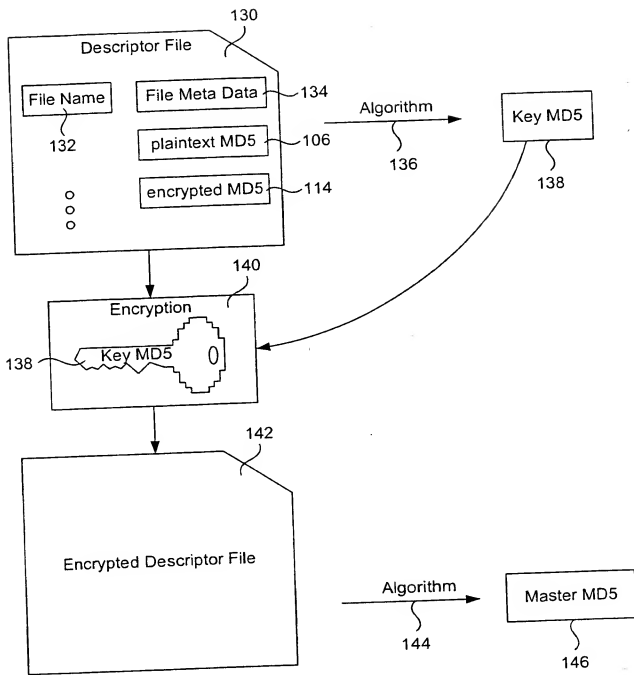 Descriptor File
130
File Name
132
File Meta Data
134
plaintext MD5
106
encrypted MD5
114
Algorithm
136
Key MD5
138
Encryption
140
Key MD5
138
142
Encrypted Descriptor File
Algorithm
144
Master MD5
146